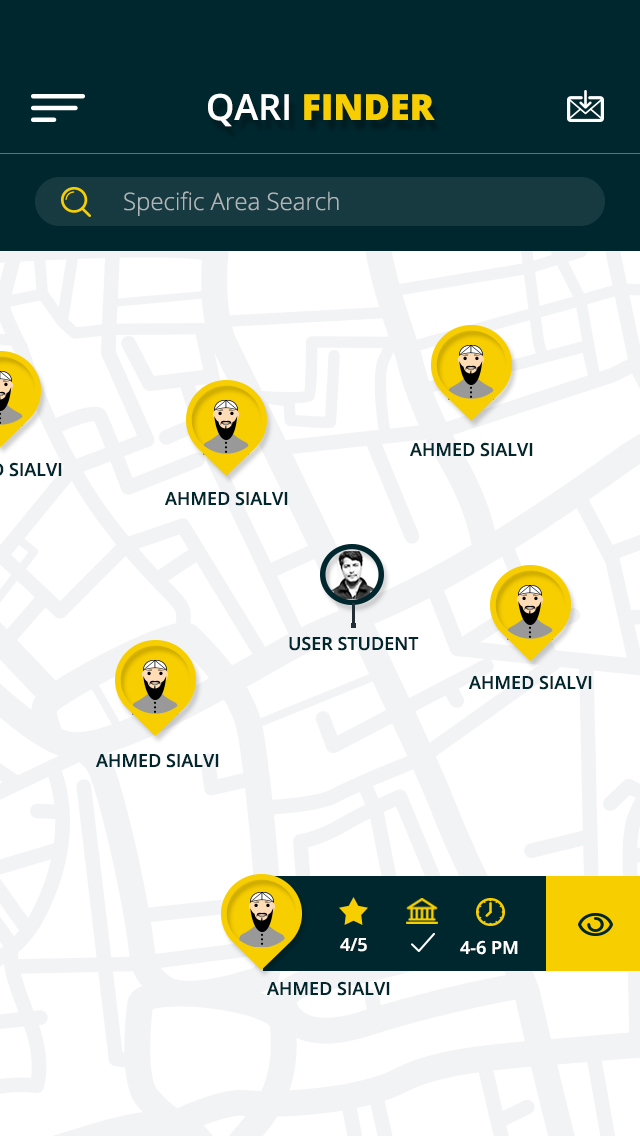 QARI FINDER
Specific Area Search
AHMED SIALVI
SIALVI
AHMED SIALVI
USER STUDENT
AHMED SIALVI
AHMED SIALVI
4/5
4-6 PM
AHMED SIALVI